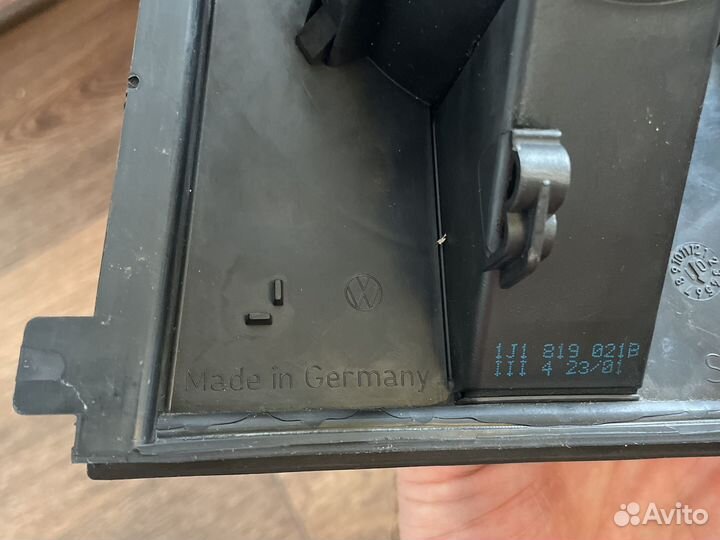 1J1 819 021B
III 4 23/01
Made in Germany
Avito